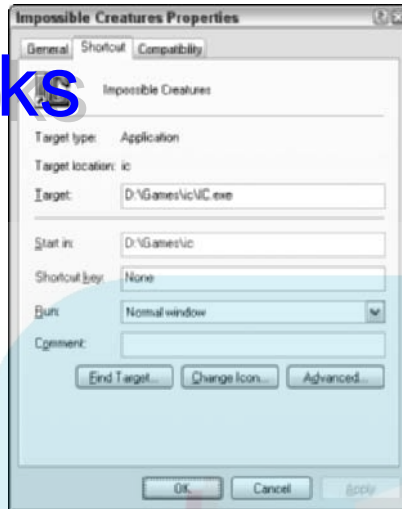 Impossible Creatures Properties
General Shortcut Compatibility
ks
Impossible Creatures
Target type: Application
Target location: ic
Target: D:\Games\ic\IC.exe
Start in: D:\Games\ic
Shortcut key: None
Run: Normal window
Comment:
Find Target... Change Icon... Advanced...
OK Cancel Apply